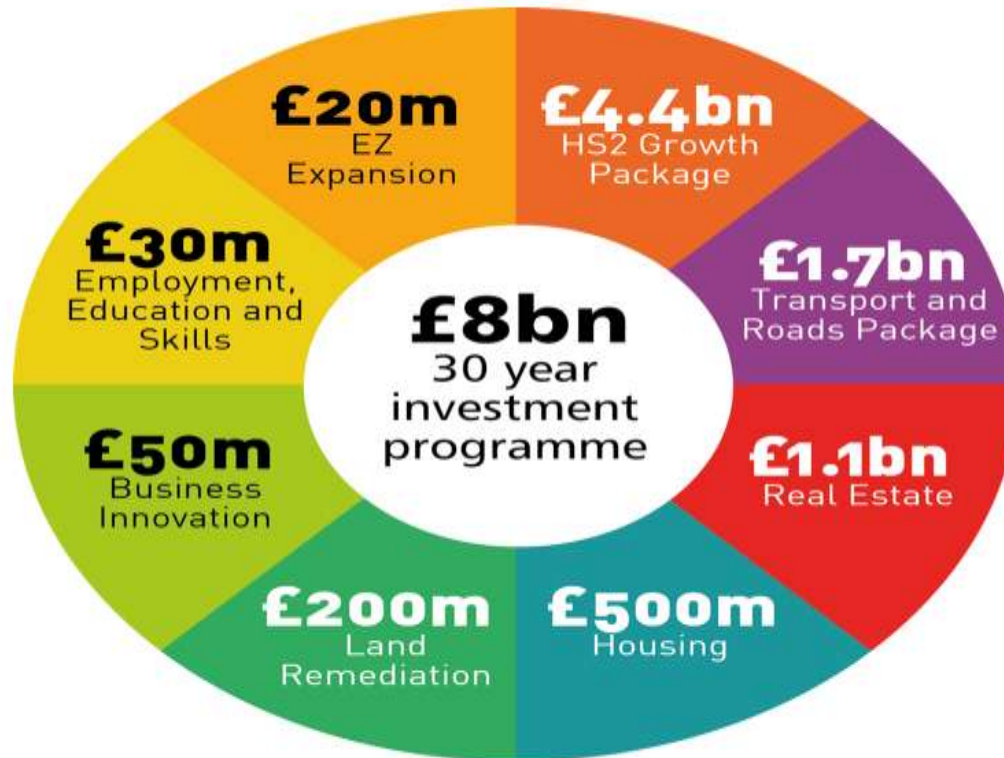 £20m
EZ
Expansion
£4.4bn
HS2 Growth
Package
£1.7bn
Transport and
Roads Package
£1.1bn
Real Estate
£500m
Housing
£200m
Land
Remediation
£50m
Business
Innovation
£30m
Employment,
Education and
Skills
£8bn
30 year
investment
programme